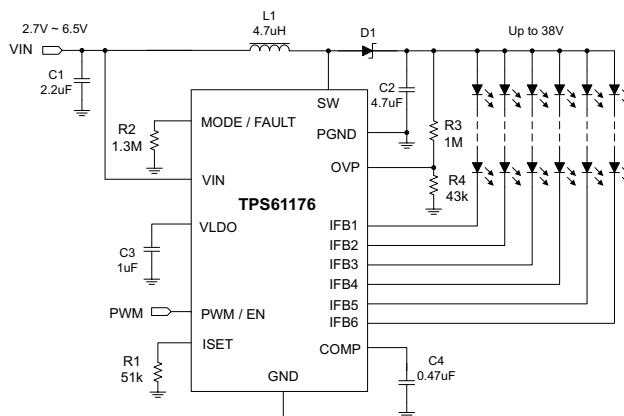 2.7V ~ 6.5V
VIN
L1
4.7uH
D1
Up to 38V
C1
2.2uF
C2
4.7uF
SW
R2
1.3M
MODE / FAULT
PGND
R3
1M
OVP
R4
43k
VIN
TPS61176
VLDO
C3
1uF
IFB1
IFB2
IFB3
IFB4
IFB5
IFB6
PWM
PWM / EN
ISET
COMP
R1
51k
GND
C4
0.47uF